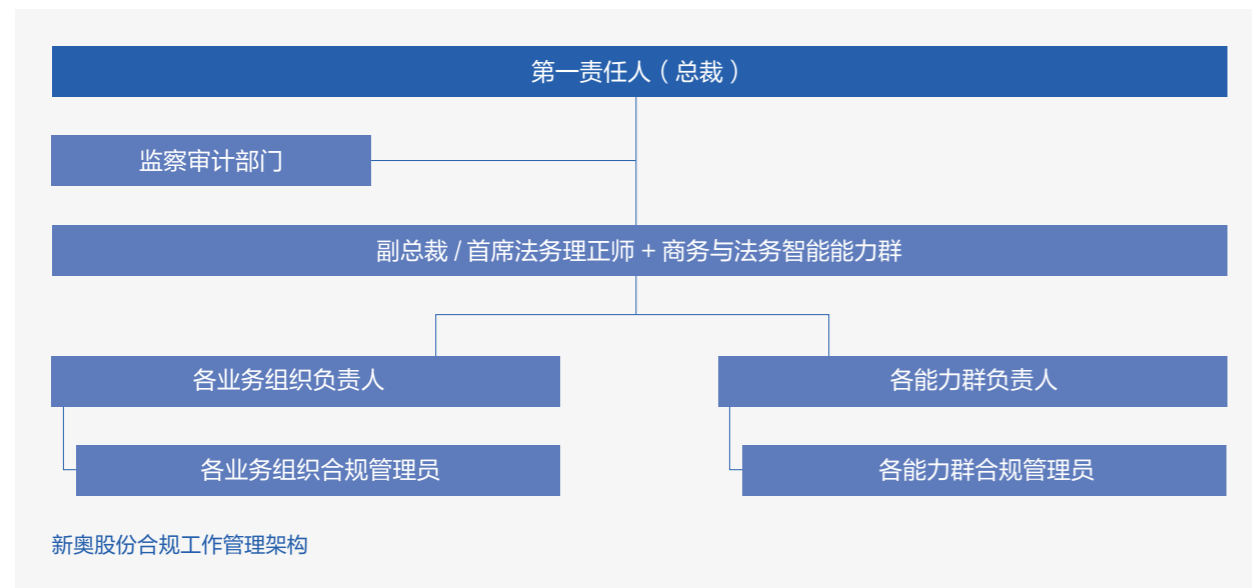 第一责任人（总裁）
监察审计部门
副总裁 / 首席法务理正师 + 商务与法务智能能力群
各业务组织负责人
各能力群负责人
各业务组织合规管理员
各能力群合规管理员
新奥股份合规工作管理架构